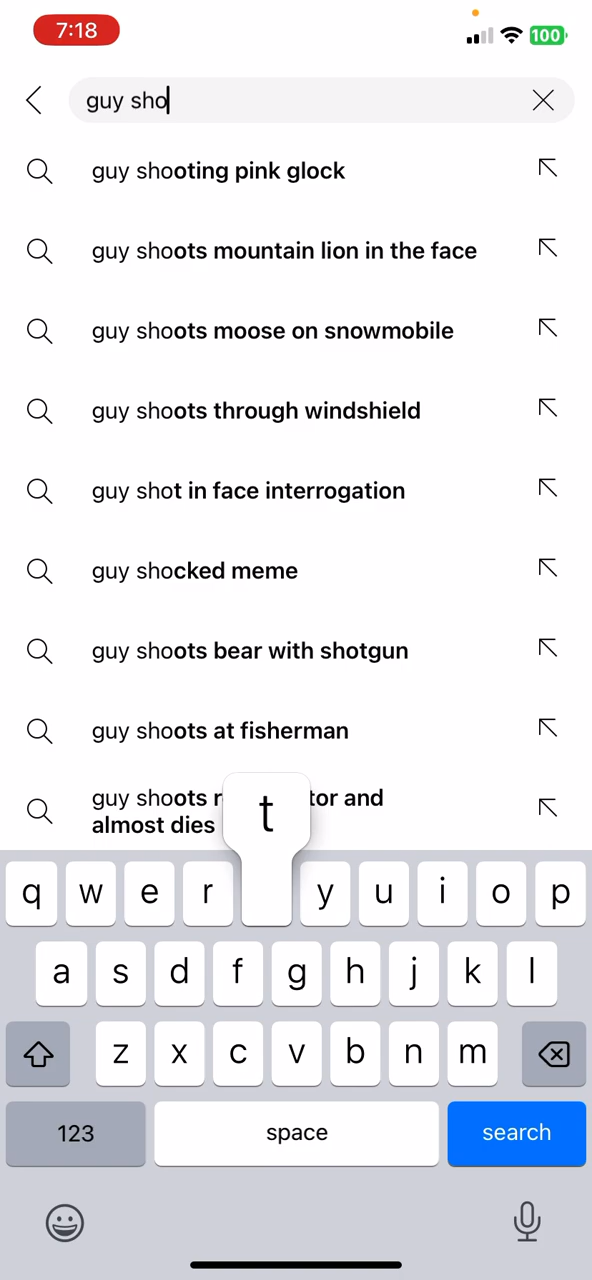 7:18
100
guy sho
guy shooting pink glock
guy shoots mountain lion in the face
guy shoots moose on snowmobile
guy shoots through windshield
guy shot in face interrogation
guy shocked meme
guy shoots bear with shotgun
guy shoots at fisherman
guy shoots and
almost dies
t
q w e r y u i o p
a s d f g h j k l
z x c v b n m
123 space search